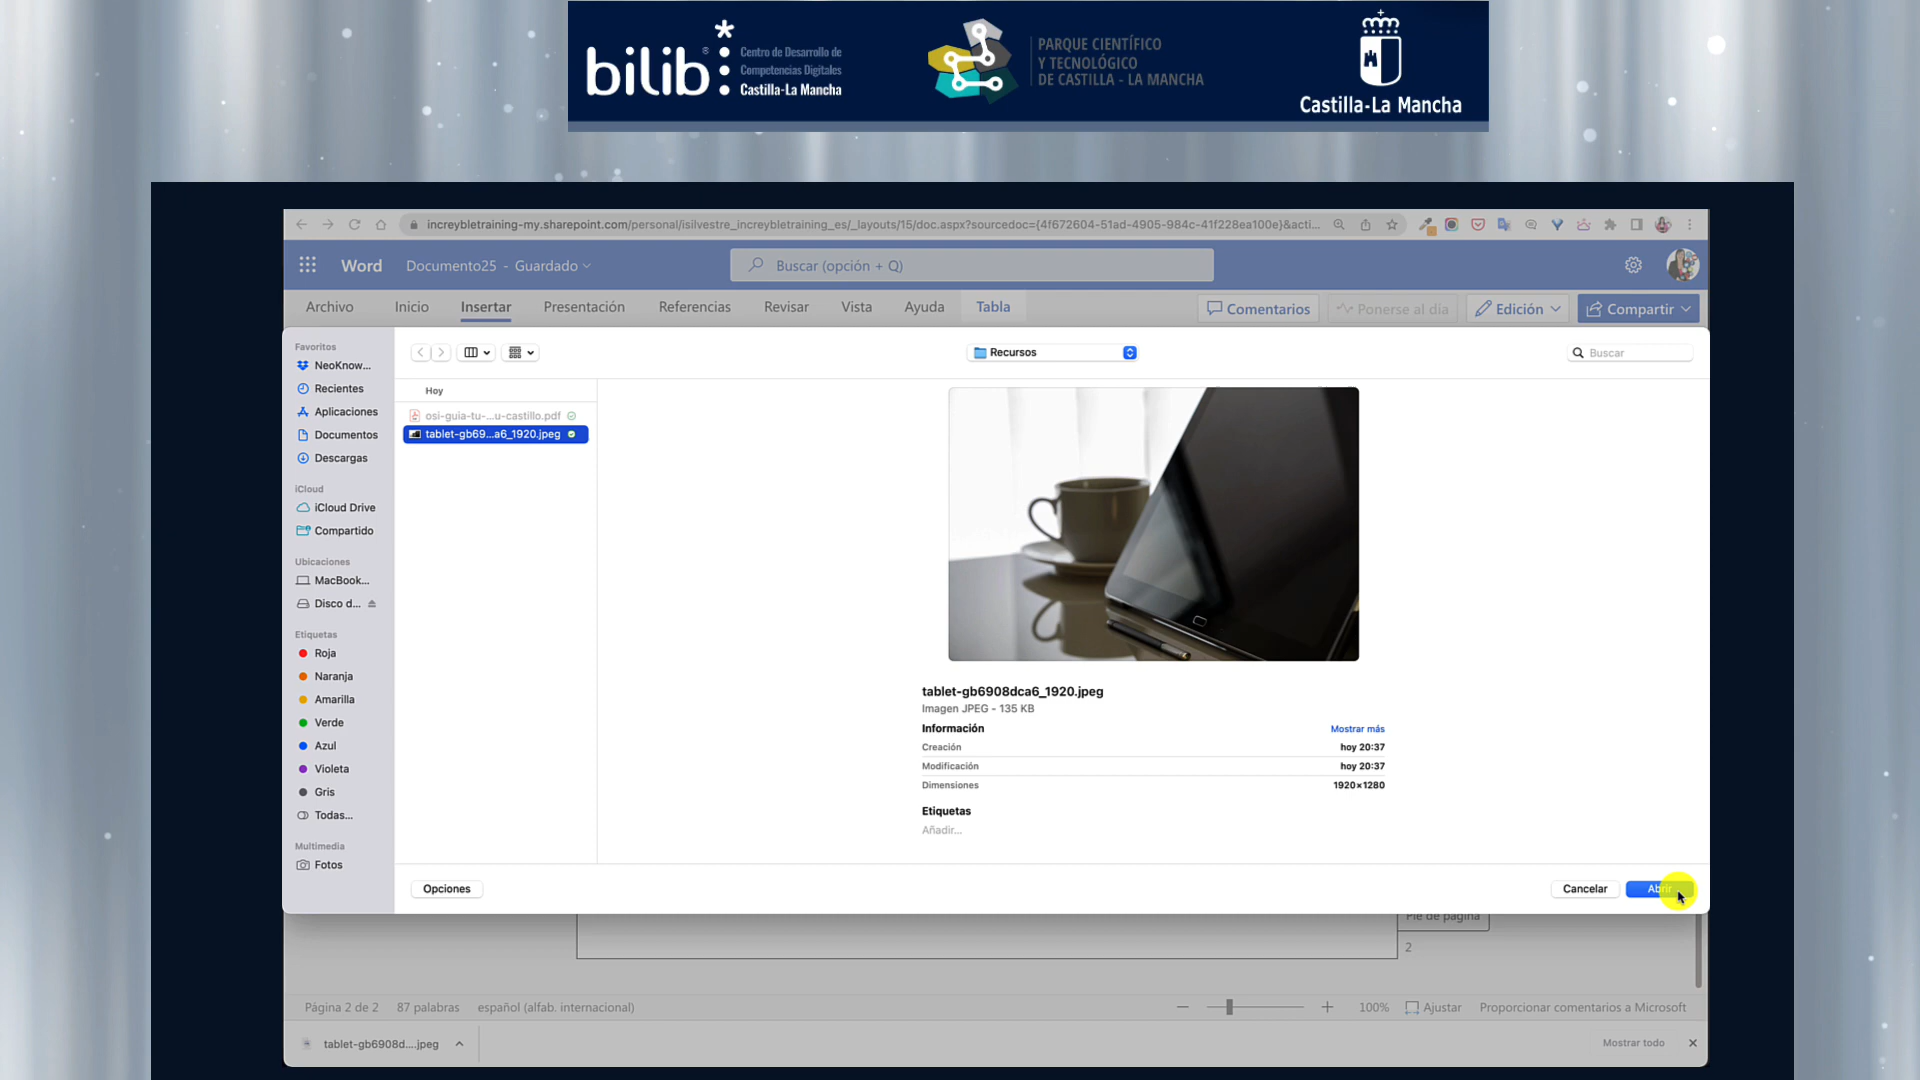 bilib
Centro de Desarrollo de
Competencias Digitales
Castilla-La Mancha
PARQUE CIENTÍFICO
Y TECNOLÓGICO
DE CASTILLA - LA MANCHA
Castilla-La Mancha
increybletraining-my.sharepoint.com/personal/isilvestre_increybletraining_es/_layouts/15/doc.aspx?sourcedoc={4f672604-51ad-4905-984c-41f228ea100e}&acti...
Word
Documento25 - Guardado
Buscar (opción + Q)
Archivo
Inicio
Insertar
Presentación
Referencias
Revisar
Vista
Ayuda
Tabla
Comentarios
Ponerse al día
Edición
Compartir
Favoritos
NeoKnow...
Recientes
Aplicaciones
Documentos
Descargas
iCloud
iCloud Drive
Compartido
Ubicaciones
MacBook...
Disco d...
Etiquetas
Roja
Naranja
Amarilla
Verde
Azul
Violeta
Gris
Todas...
Multimedia
Fotos
Recursos
Buscar
Hoy
osi-guia-tu-...u-castillo.pdf
tablet-gb69...a6_1920.jpeg
tablet-gb6908dca6_1920.jpeg
Imagen JPEG - 135 KB
Información
Mostrar más
Creación
hoy 20:37
Modificación
hoy 20:37
Dimensiones
1920×1280
Etiquetas
Añadir...
Opciones
Cancelar
Abrir
Pie de página
2
Página 2 de 2
87 palabras
español (alfab. internacional)
100%
Ajustar
Proporcionar comentarios a Microsoft
tablet-gb6908d....jpeg
Mostrar todo